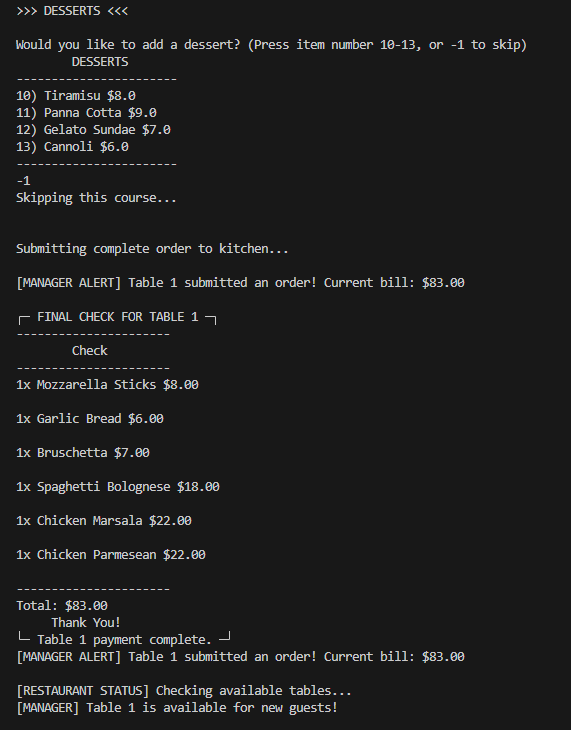 >>> DESSERTS <<<
Would you like to add a dessert? (Press item number 10-13, or -1 to skip)
DESSERTS
-----------------------
10) Tiramisu $8.0
11) Panna Cotta $9.0
12) Gelato Sundae $7.0
13) Cannoli $6.0
-----------------------
-1
Skipping this course...
Submitting complete order to kitchen...
[MANAGER ALERT] Table 1 submitted an order! Current bill: $83.00
┌─ FINAL CHECK FOR TABLE 1 ─┐
----------------------
Check
----------------------
1x Mozzarella Sticks $8.00
1x Garlic Bread $6.00
1x Bruschetta $7.00
1x Spaghetti Bolognese $18.00
1x Chicken Marsala $22.00
1x Chicken Parmesean $22.00
----------------------
Total: $83.00
Thank You!
└─ Table 1 payment complete. ─┘
[MANAGER ALERT] Table 1 submitted an order! Current bill: $83.00
[RESTAURANT STATUS] Checking available tables...
[MANAGER] Table 1 is available for new guests!